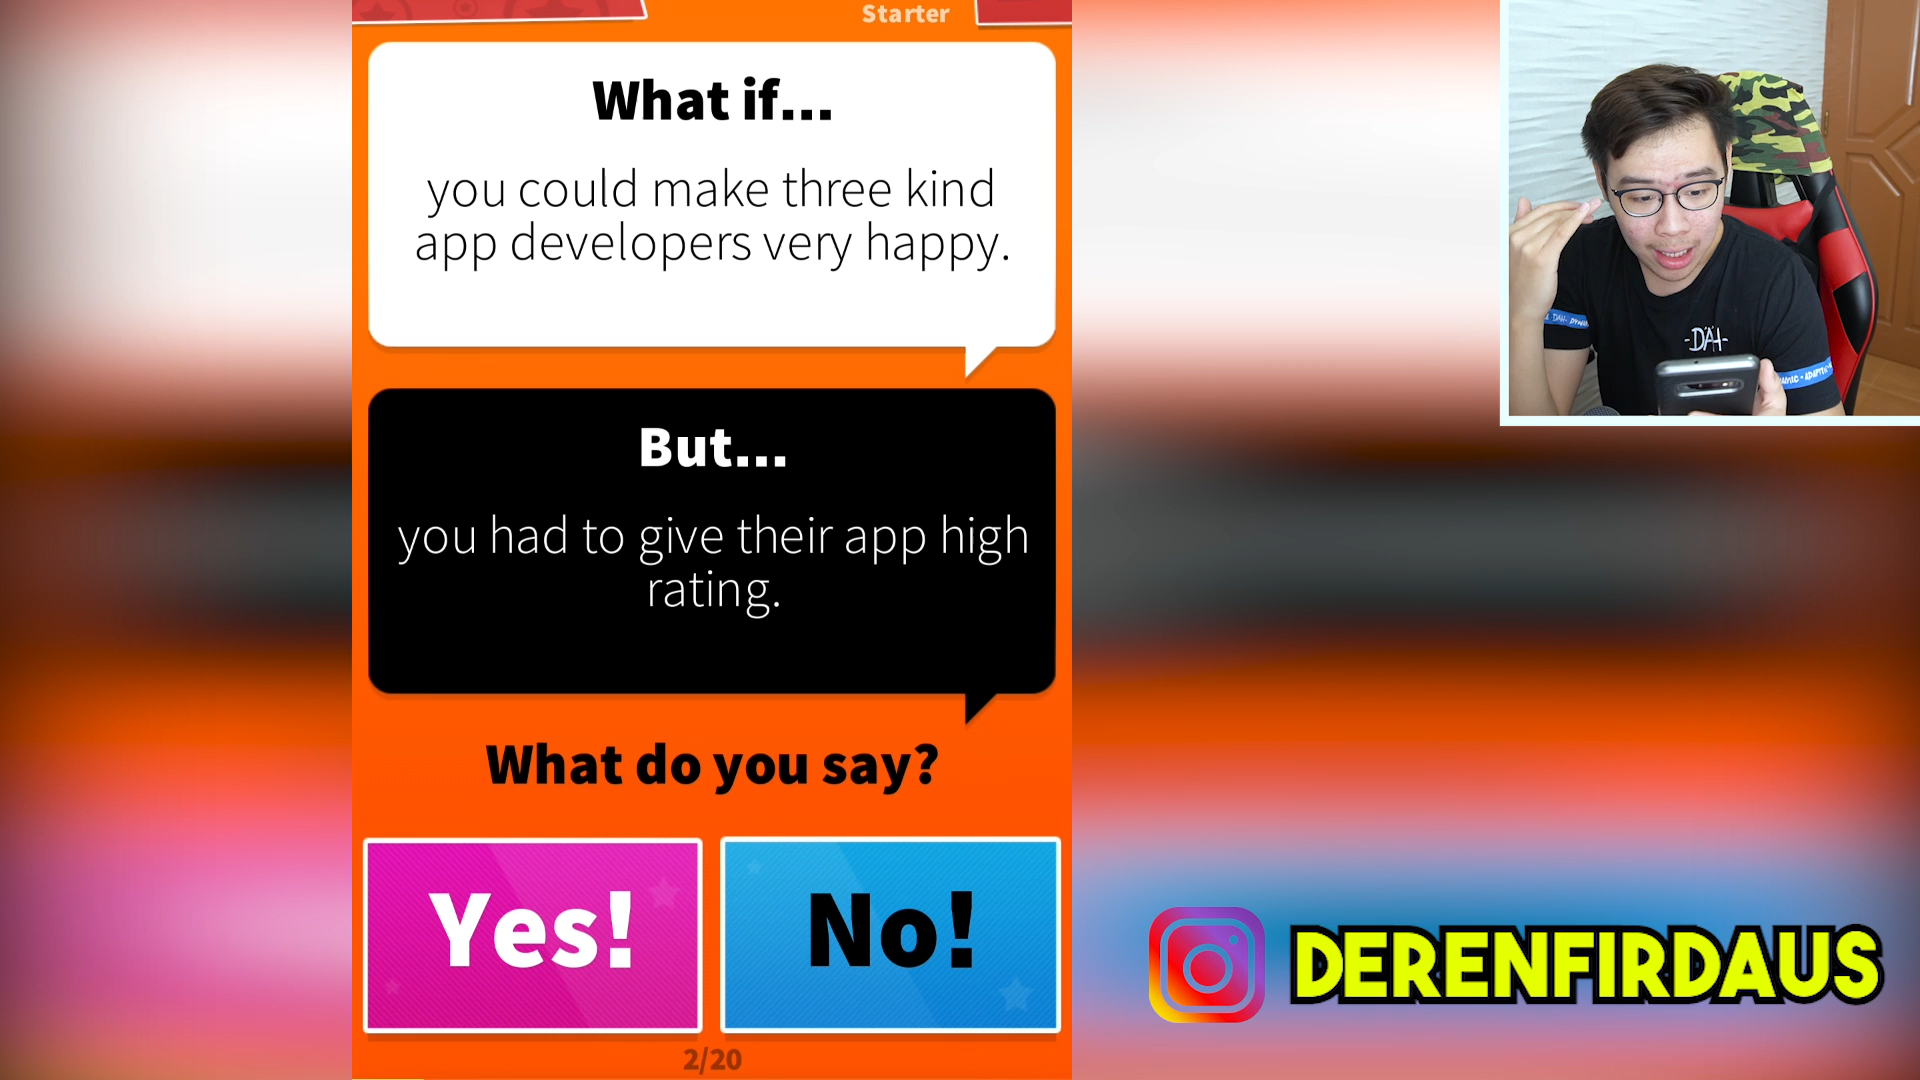 Starter
What if...
you could make three kind
app developers very happy.
But...
you had to give their app high
rating.
What do you say?
Yes!
No!
2/20
-DAH-
DERENFIRDAUS